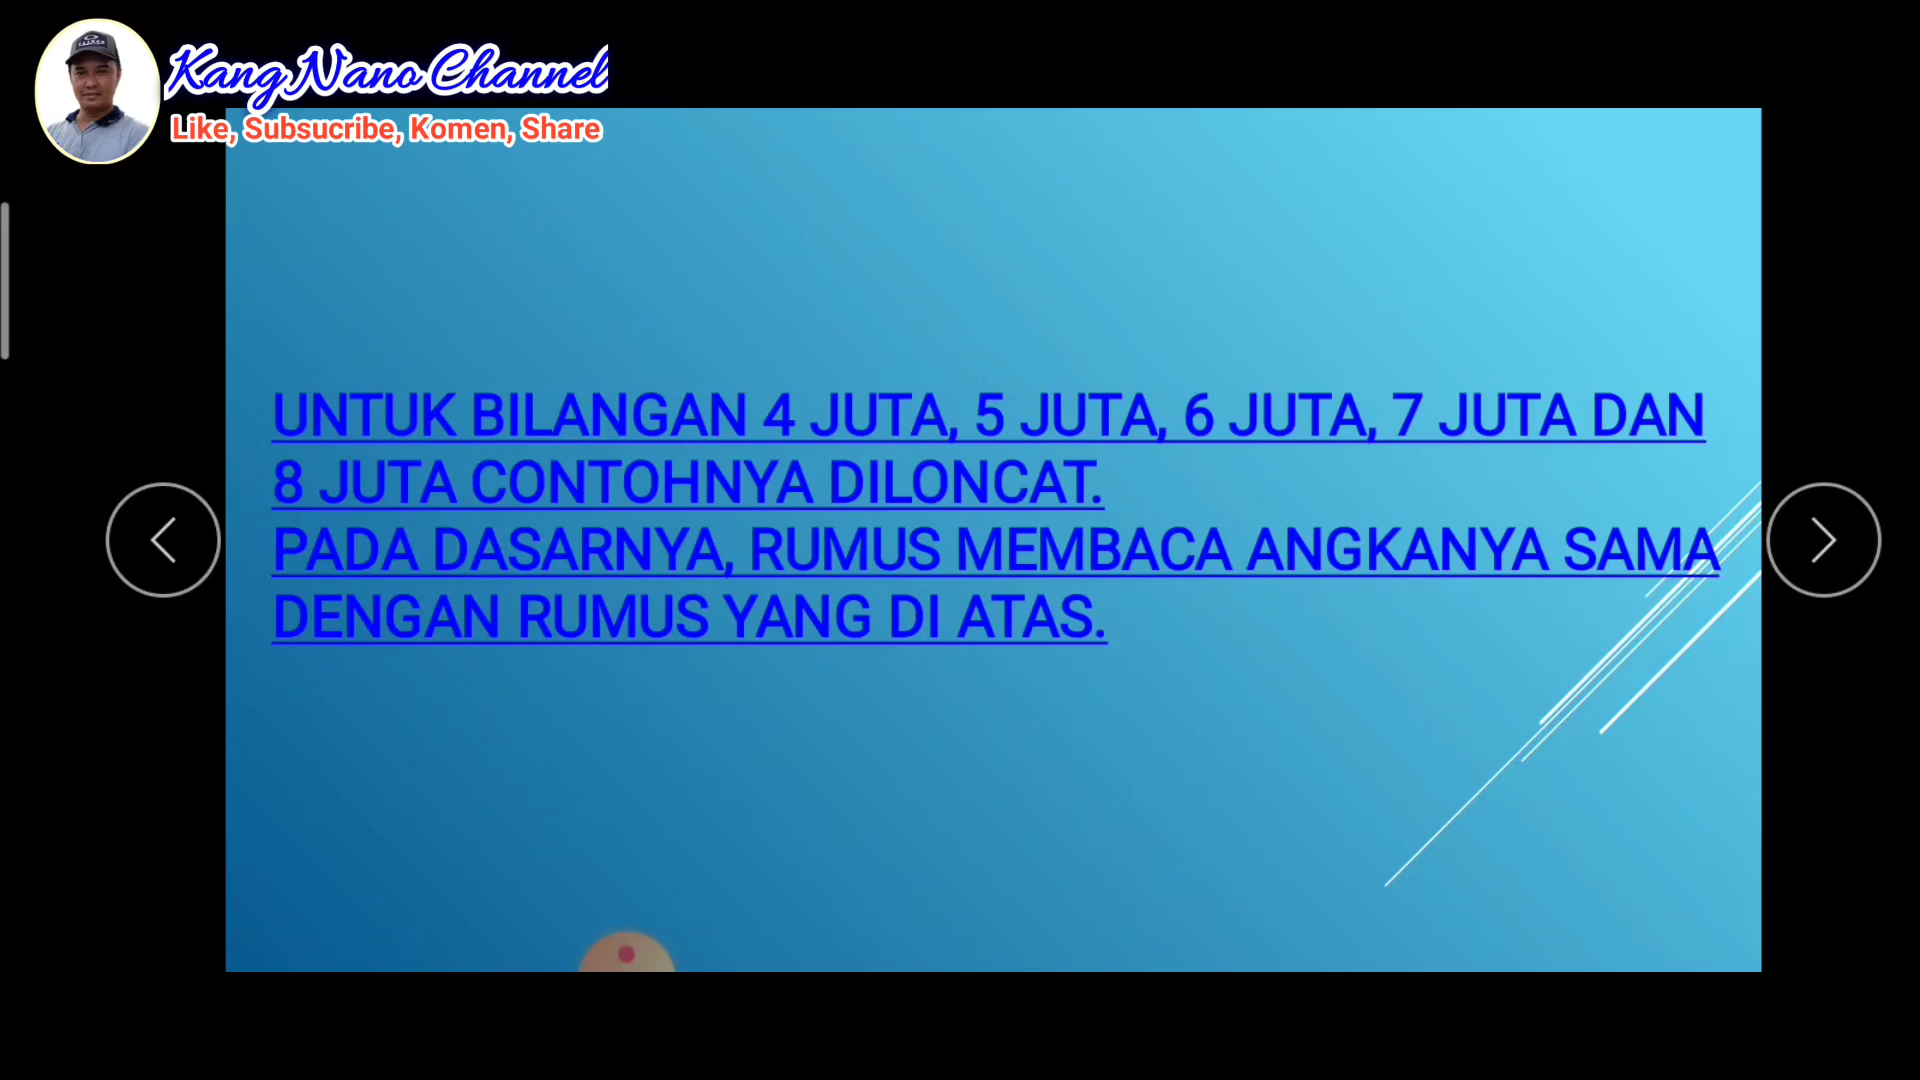 Kang Nano Channel
Like, Subsucribe, Komen, Share
UNTUK BILANGAN 4 JUTA, 5 JUTA, 6 JUTA, 7 JUTA DAN
8 JUTA CONTOHNYA DILONCAT.
PADA DASARNYA, RUMUS MEMBACA ANGKANYA SAMA
DENGAN RUMUS YANG DI ATAS.